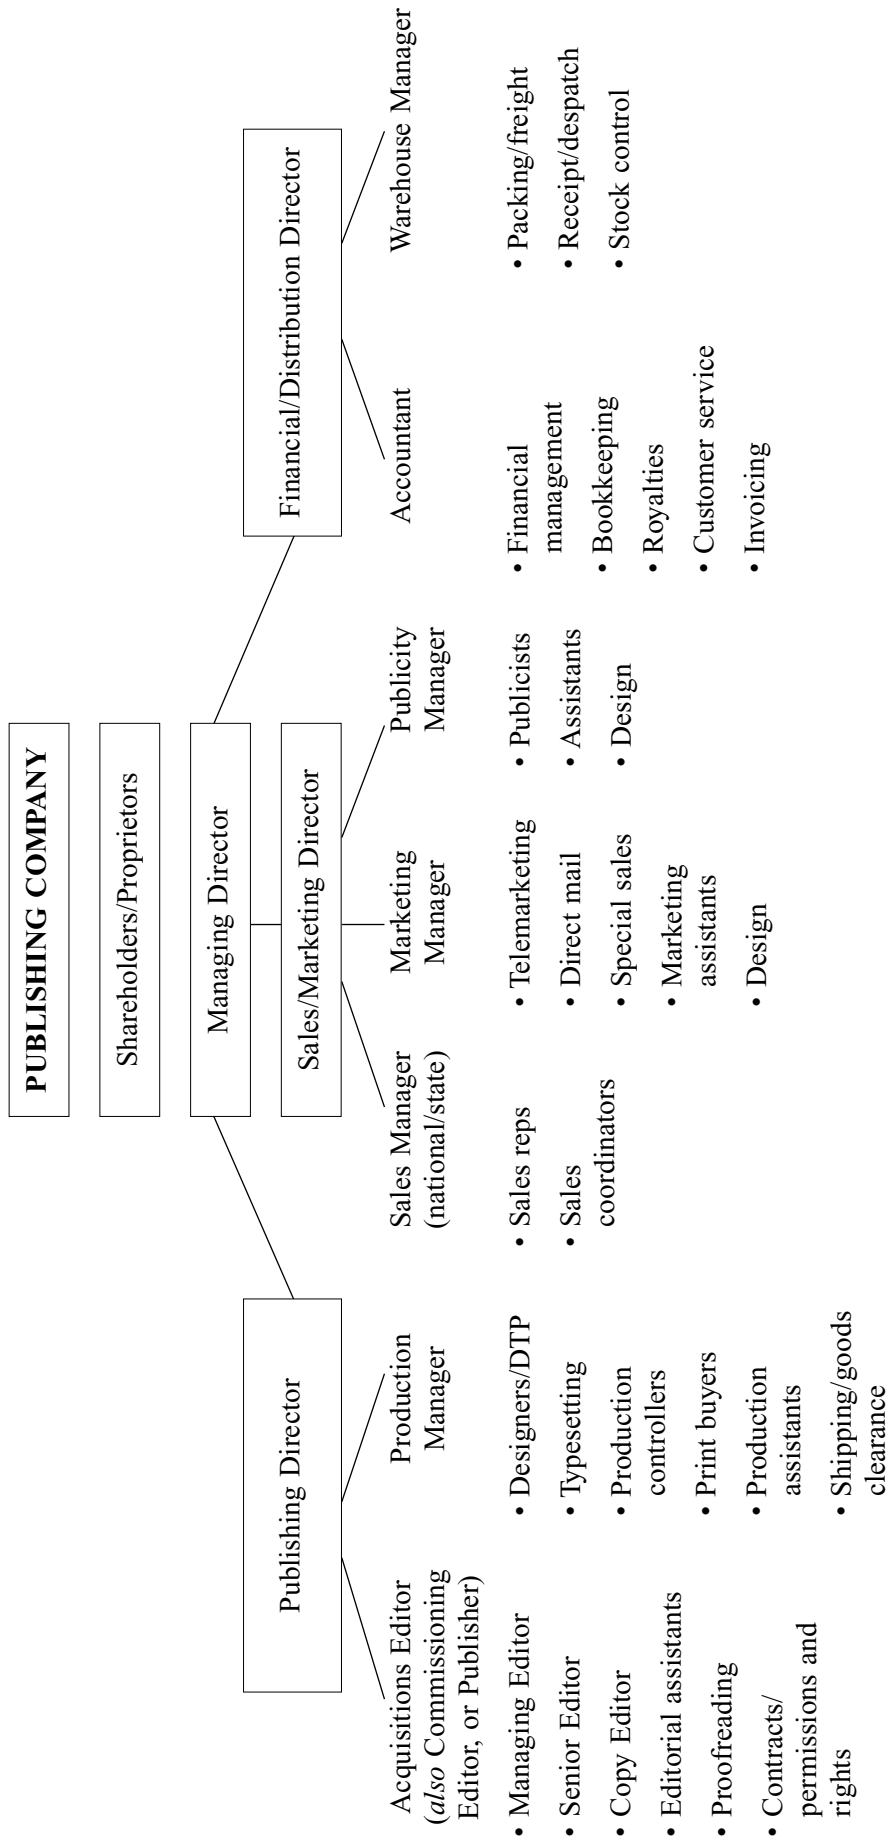 PUBLISHING COMPANY
Shareholders/Proprietors
Managing Director
Publishing Director
Sales/Marketing Director
Financial/Distribution Director
Acquisitions Editor
(also Commissioning
Editor, or Publisher)
• Managing Editor
• Senior Editor
• Copy Editor
• Editorial assistants
• Proofreading
• Contracts/
permissions and
rights
Production
Manager
• Designers/DTP
• Typesetting
• Production
controllers
• Print buyers
• Production
assistants
• Shipping/goods
clearance
Sales Manager
(national/state)
• Sales reps
• Sales
coordinators
Marketing
Manager
• Telemarketing
• Direct mail
• Special sales
• Marketing
assistants
• Design
Publicity
Manager
• Publicists
• Assistants
• Design
Accountant
• Financial
management
• Bookkeeping
• Royalties
• Customer service
• Invoicing
Warehouse Manager
• Packing/freight
• Receipt/despatch
• Stock control